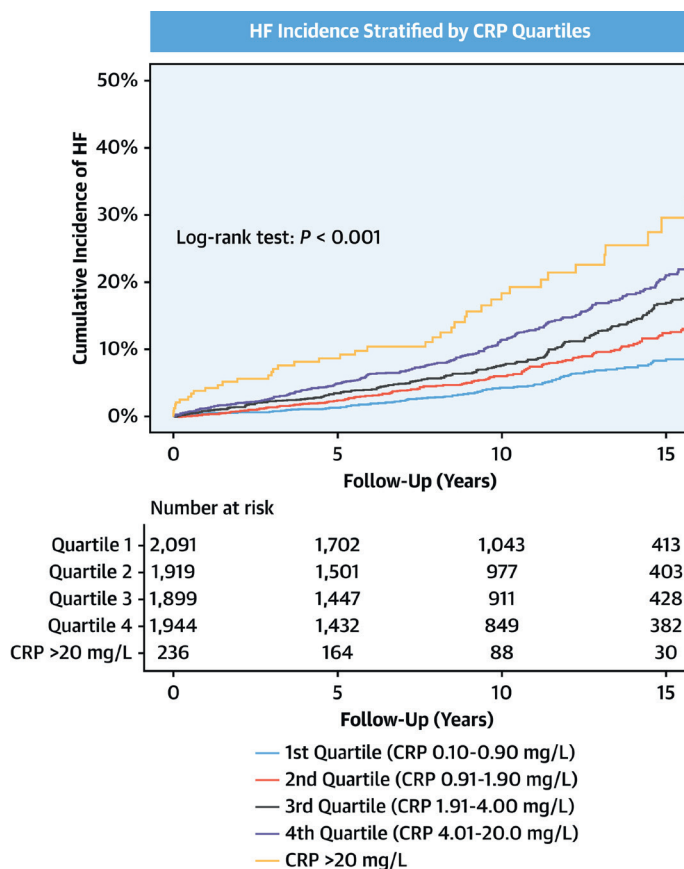 HF Incidence Stratified by CRP Quartiles
Cumulative Incidence of HF
50%
40%
30%
20%
10%
0%
Log-rank test: P < 0.001
0 5 10 15
Follow-Up (Years)
Number at risk
Quartile 1 2,091 1,702 1,043 413
Quartile 2 1,919 1,501 977 403
Quartile 3 1,899 1,447 911 428
Quartile 4 1,944 1,432 849 382
CRP >20 mg/L 236 164 88 30
0 5 10 15
Follow-Up (Years)
1st Quartile (CRP 0.10-0.90 mg/L)
2nd Quartile (CRP 0.91-1.90 mg/L)
3rd Quartile (CRP 1.91-4.00 mg/L)
4th Quartile (CRP 4.01-20.0 mg/L)
CRP >20 mg/L